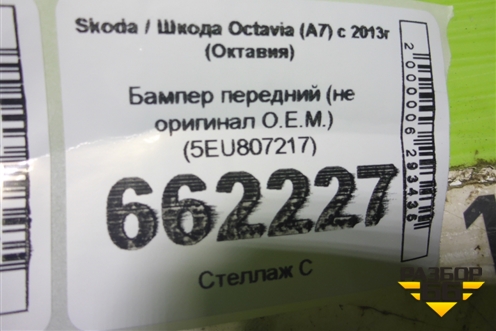 Skoda / Шкода Octavia (A7) с 2013г
(Октавия)
Бампер передний (не
оригинал O.E.M.)
(5EU807217)
662227
Стеллаж С
2000006293436
РАЗБОР